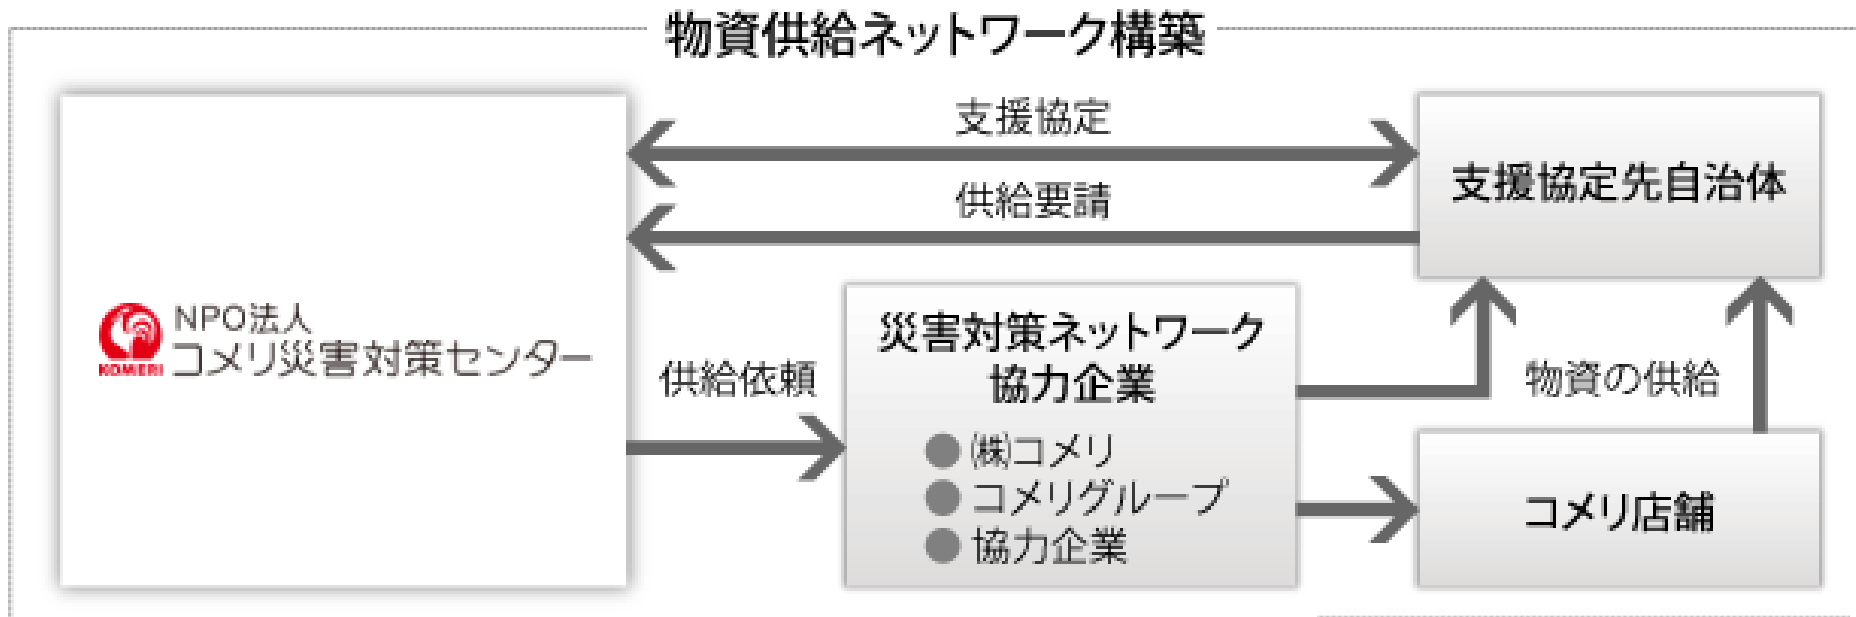 物資供給ネットワーク構築
支援協定
供給要請
支援協定先自治体
KOMERI
NPO法人
コメリ災害対策センター
供給依頼
災害対策ネットワーク
協力企業
㈱コメリ
コメリグループ
協力企業
物資の供給
コメリ店舗